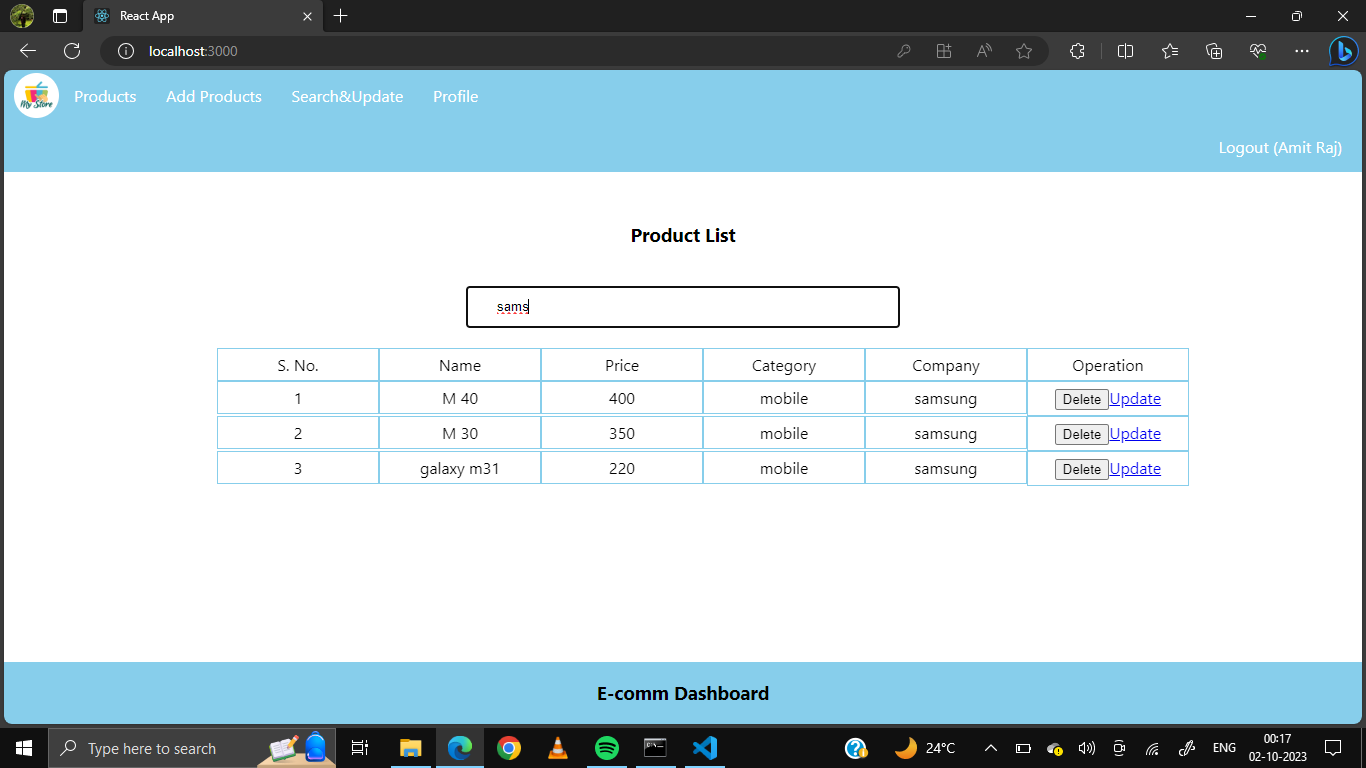 React App
localhost:3000
My Store
Products Add Products Search&Update Profile
Logout (Amit Raj)
Product List
sams
S. No. Name Price Category Company Operation
1 M 40 400 mobile samsung Delete Update
2 M 30 350 mobile samsung Delete Update
3 galaxy m31 220 mobile samsung Delete Update
E-comm Dashboard
Type here to search
24°C
ENG
00:17
02-10-2023